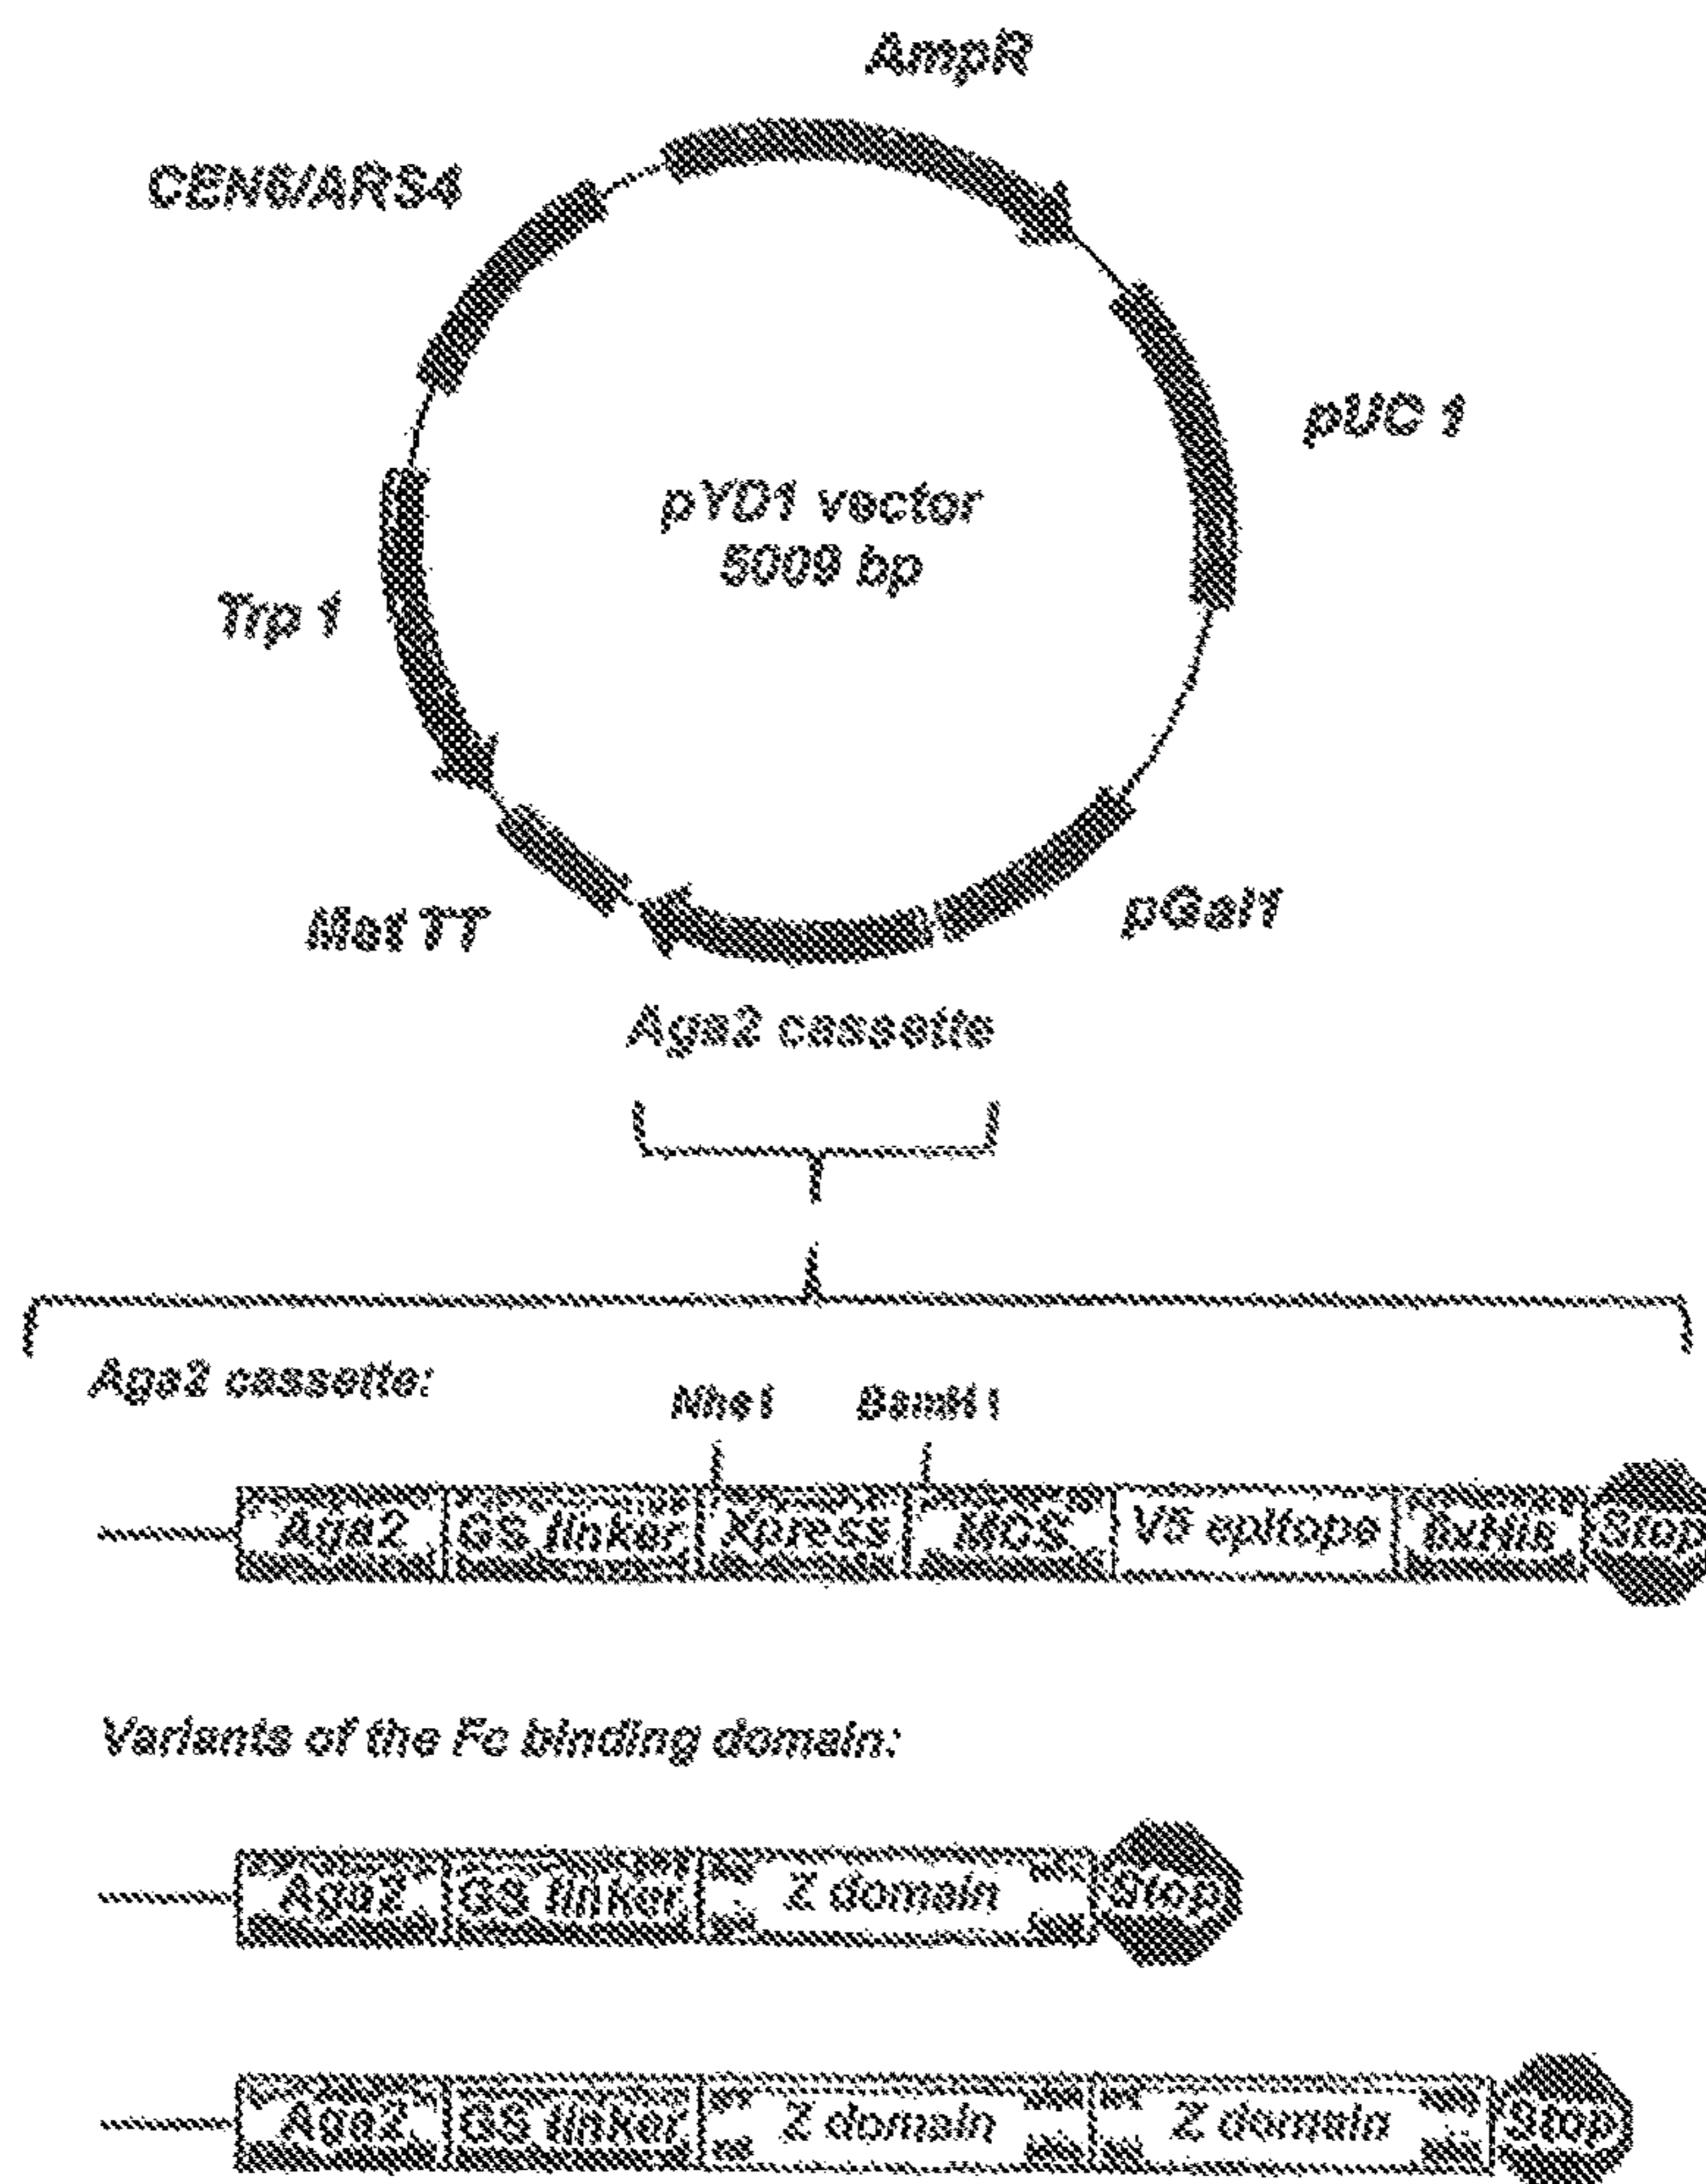 AmpR
CEN6/ARS4
pUC 1
pYD1 vector
5009 bp
Trp 1
pGal1
Mat TT
Aga2 cassette
Aga2 cassette:
NheI BamH I
Aga2 GS linker Xpress MCS V5 epitope 6xHis Stop
Variants of the Fc binding domain:
Aga2 GS linker Z domain Stop
Aga2 GS linker Z domain Z domain Stop